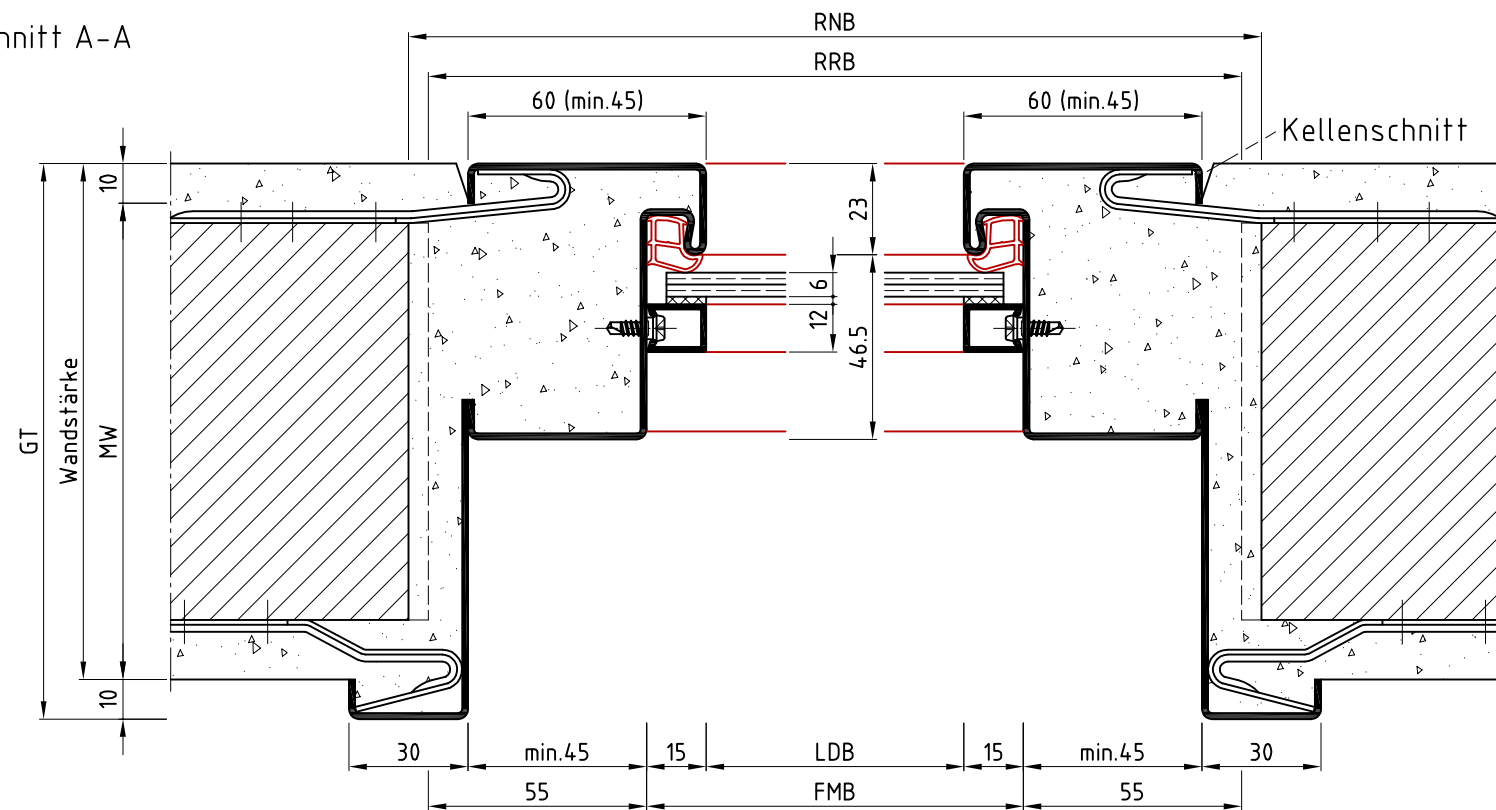 hnitt A-A
RNB
RRB
60 (min.45)
60 (min.45)
Kellenschnitt
10
23
6
12
46.5
GT
Wandstärke
MW
10
30
min.45
15
LDB
15
min.45
30
55
FMB
55